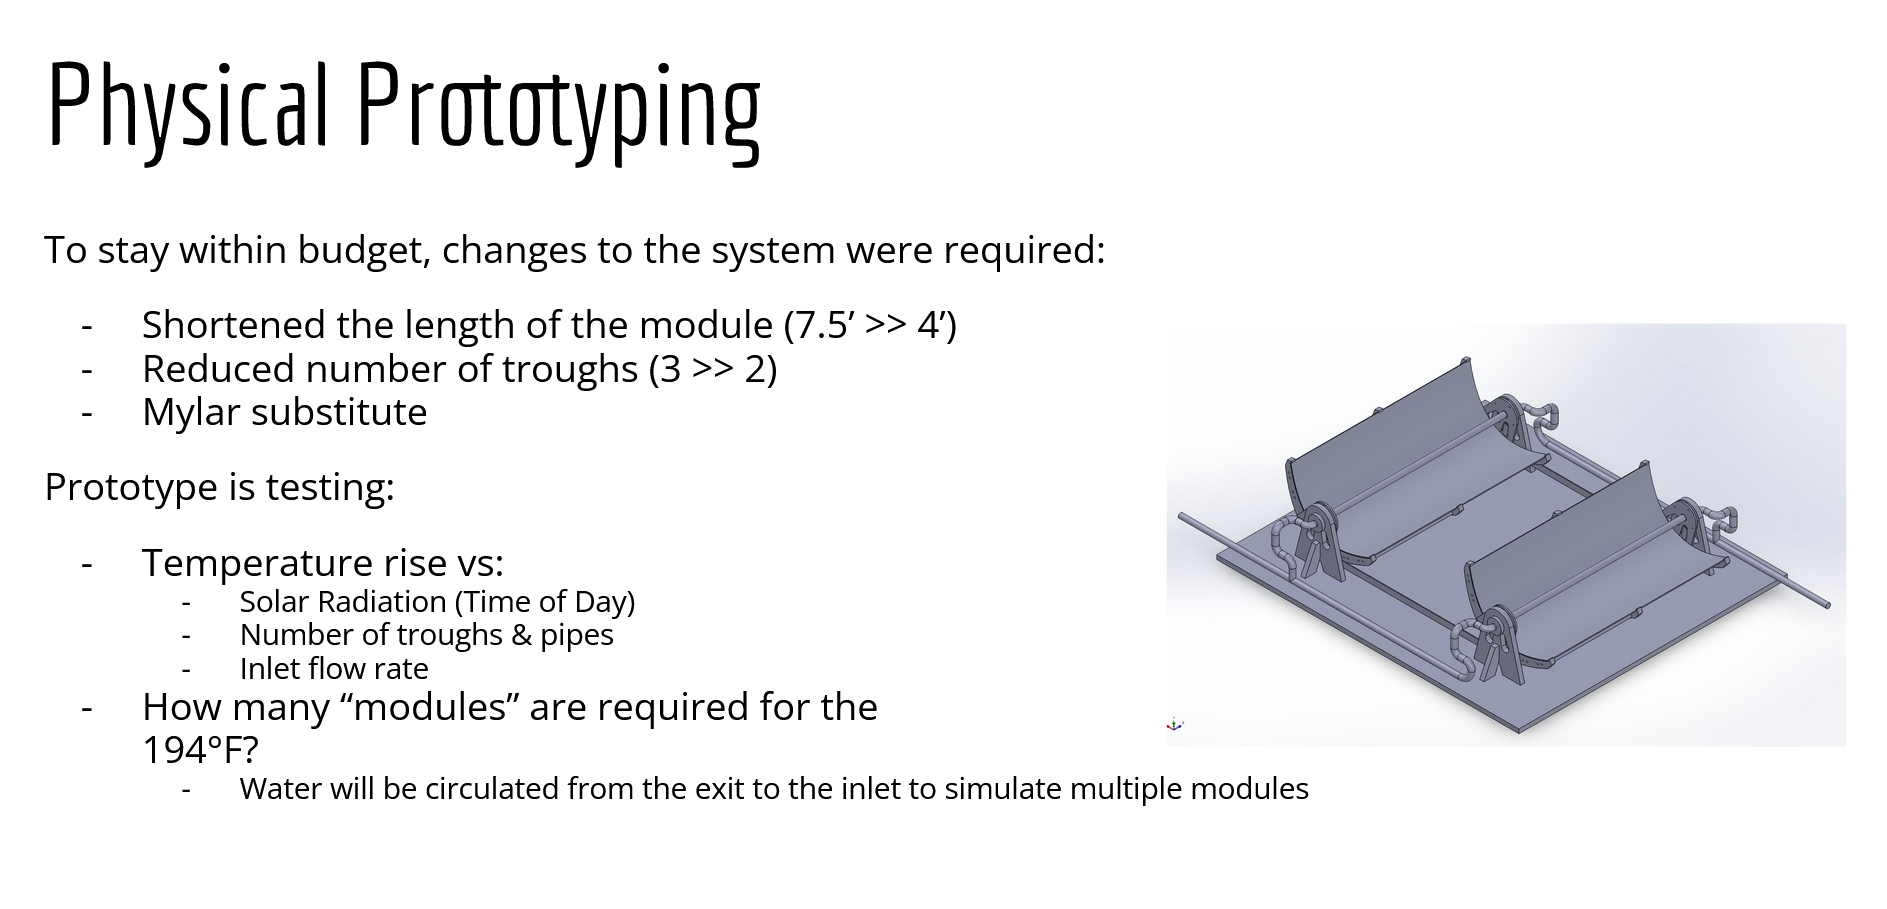 Physical Prototyping
To stay within budget, changes to the system were required:
- Shortened the length of the module (7.5’ >> 4’)
- Reduced number of troughs (3 >> 2)
- Mylar substitute
Prototype is testing:
- Temperature rise vs:
- Solar Radiation (Time of Day)
- Number of troughs & pipes
- Inlet flow rate
- How many “modules” are required for the
194°F?
- Water will be circulated from the exit to the inlet to simulate multiple modules